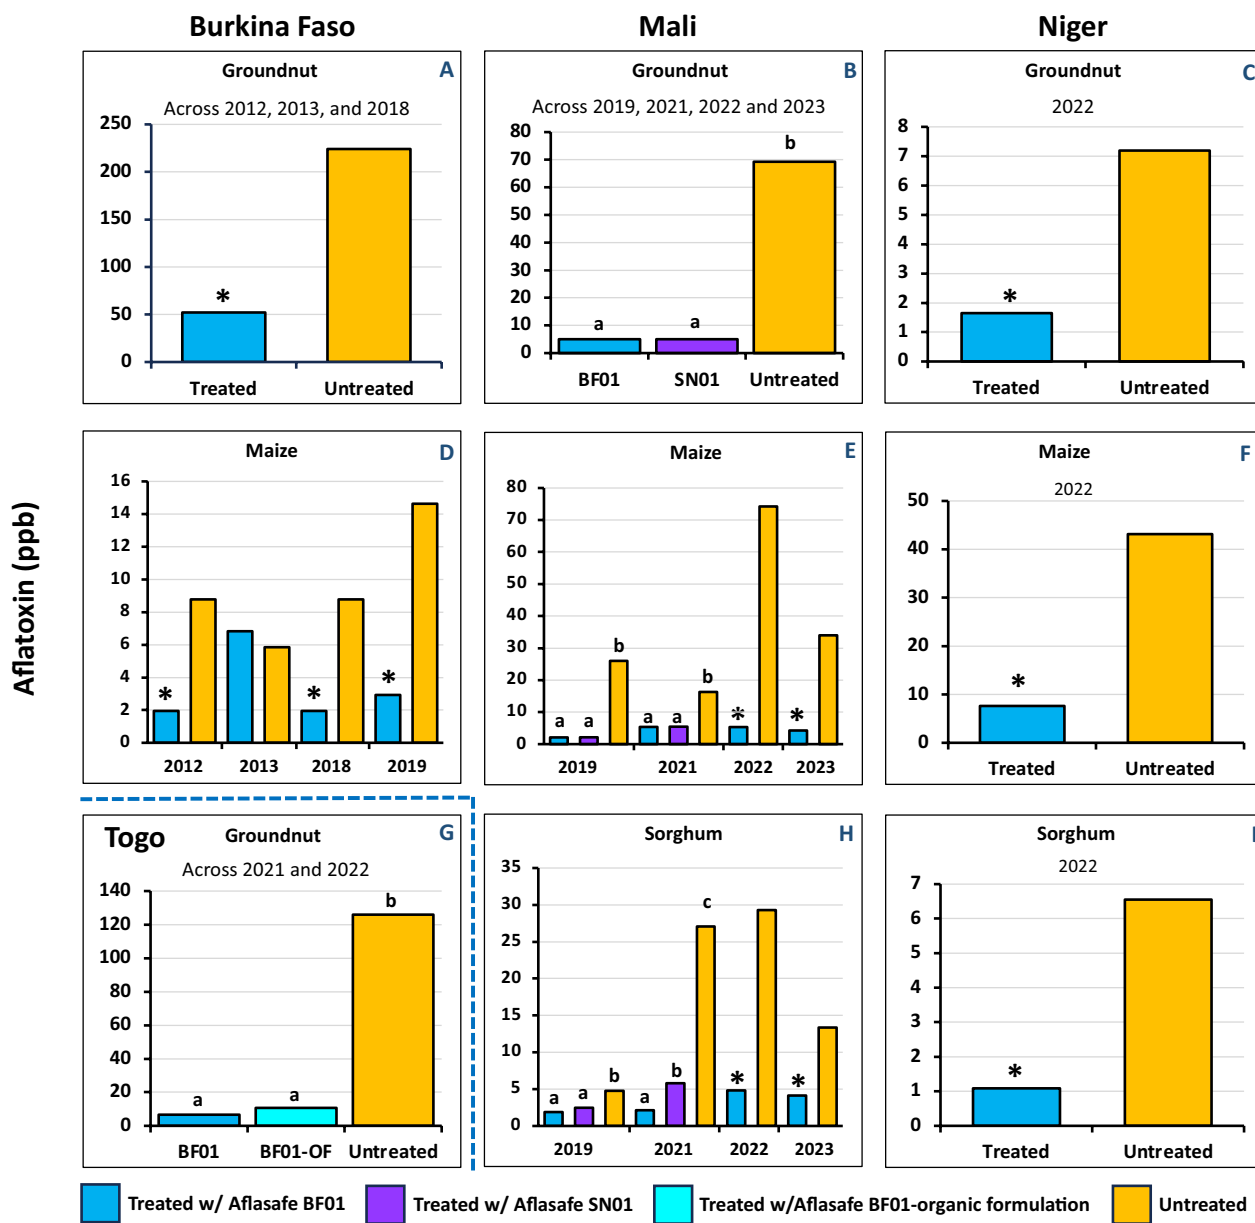 Burkina Faso Mali Niger
Aflatoxin (ppb)
Groundnut A
Across 2012, 2013, and 2018
250
200
150
100
50
0
*
Treated Untreated
Groundnut B
Across 2019, 2021, 2022 and 2023
80
70
60
50
40
30
20
10
0
a a b
BF01 SN01 Untreated
Groundnut C
2022
8
7
6
5
4
3
2
1
0
*
Treated Untreated
Maize D
16
14
12
10
8
6
4
2
0
* * *
2012 2013 2018 2019
Maize E
80
70
60
50
40
30
20
10
0
a a b a a b * *
2019 2021 2022 2023
Maize F
2022
50
40
30
20
10
0
*
Treated Untreated
Togo Groundnut G
Across 2021 and 2022
140
120
100
80
60
40
20
0
a a b
BF01 BF01-OF Untreated
Sorghum H
35
30
25
20
15
10
5
0
a a b a b c * *
2019 2021 2022 2023
Sorghum I
2022
7
6
5
4
3
2
1
0
*
Treated Untreated
Treated w/ Aflasafe BF01 Treated w/ Aflasafe SN01 Treated w/Aflasafe BF01-organic formulation Untreated